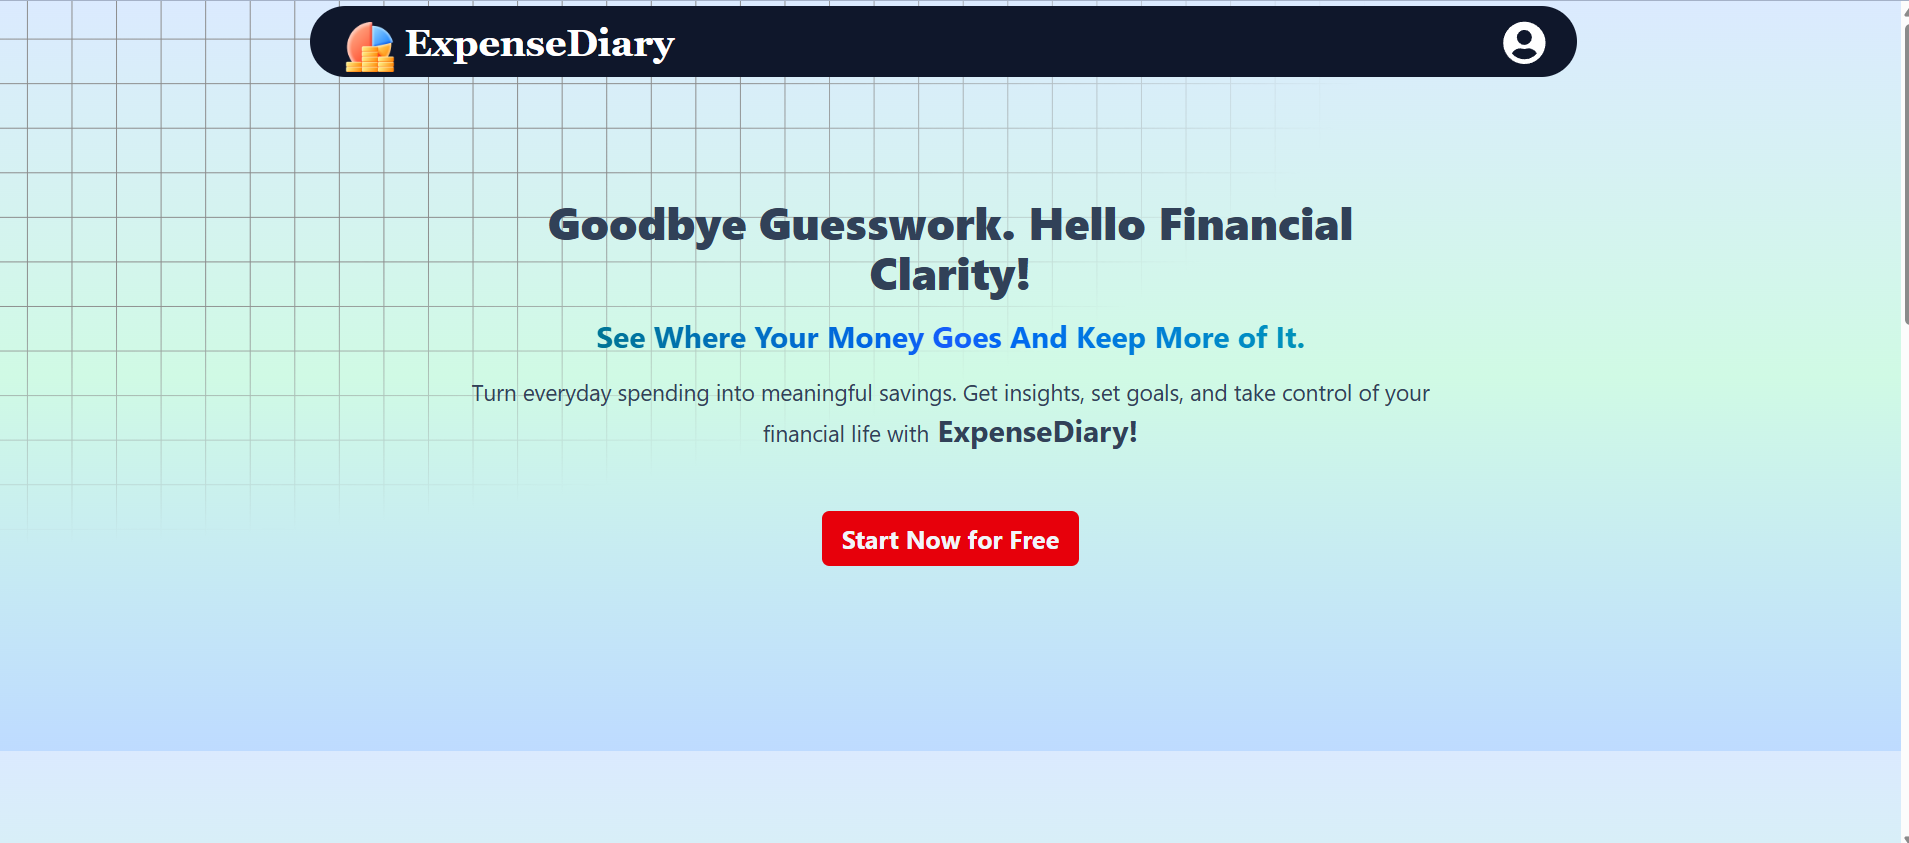 ExpenseDiary
Goodbye Guesswork. Hello Financial
Clarity!
See Where Your Money Goes And Keep More of It.
Turn everyday spending into meaningful savings. Get insights, set goals, and take control of your
financial life with ExpenseDiary!
Start Now for Free